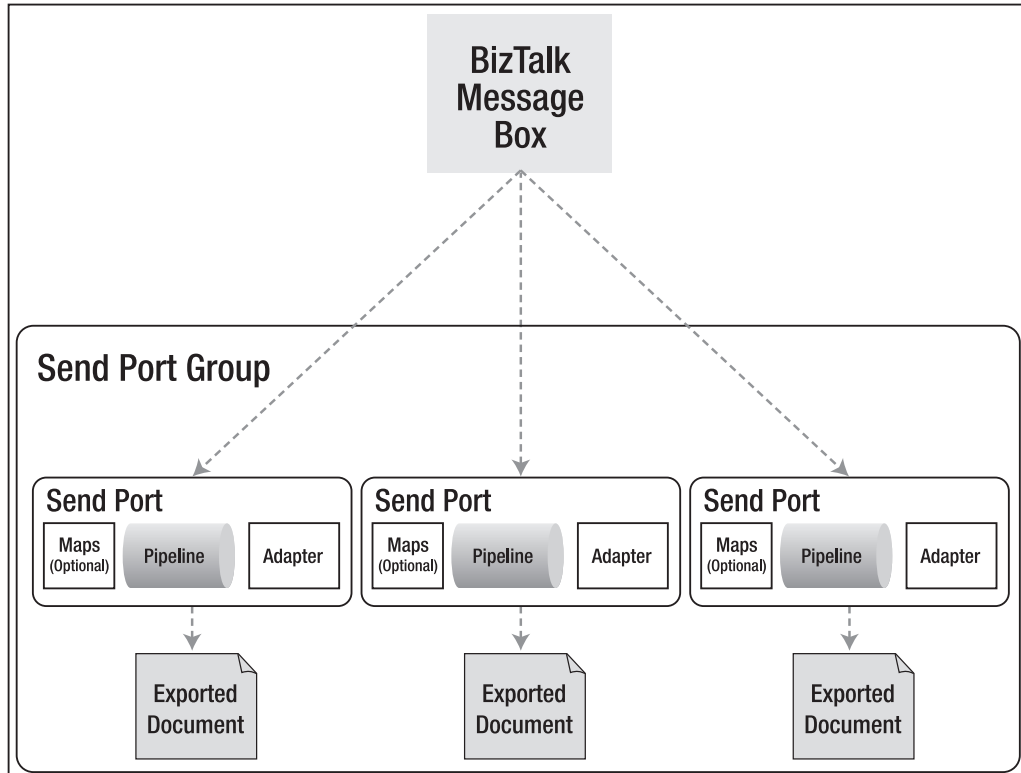 BizTalk
Message
Box
Send Port Group
Send Port
Maps
(Optional)
Pipeline
Adapter
Send Port
Maps
(Optional)
Pipeline
Adapter
Send Port
Maps
(Optional)
Pipeline
Adapter
Exported
Document
Exported
Document
Exported
Document